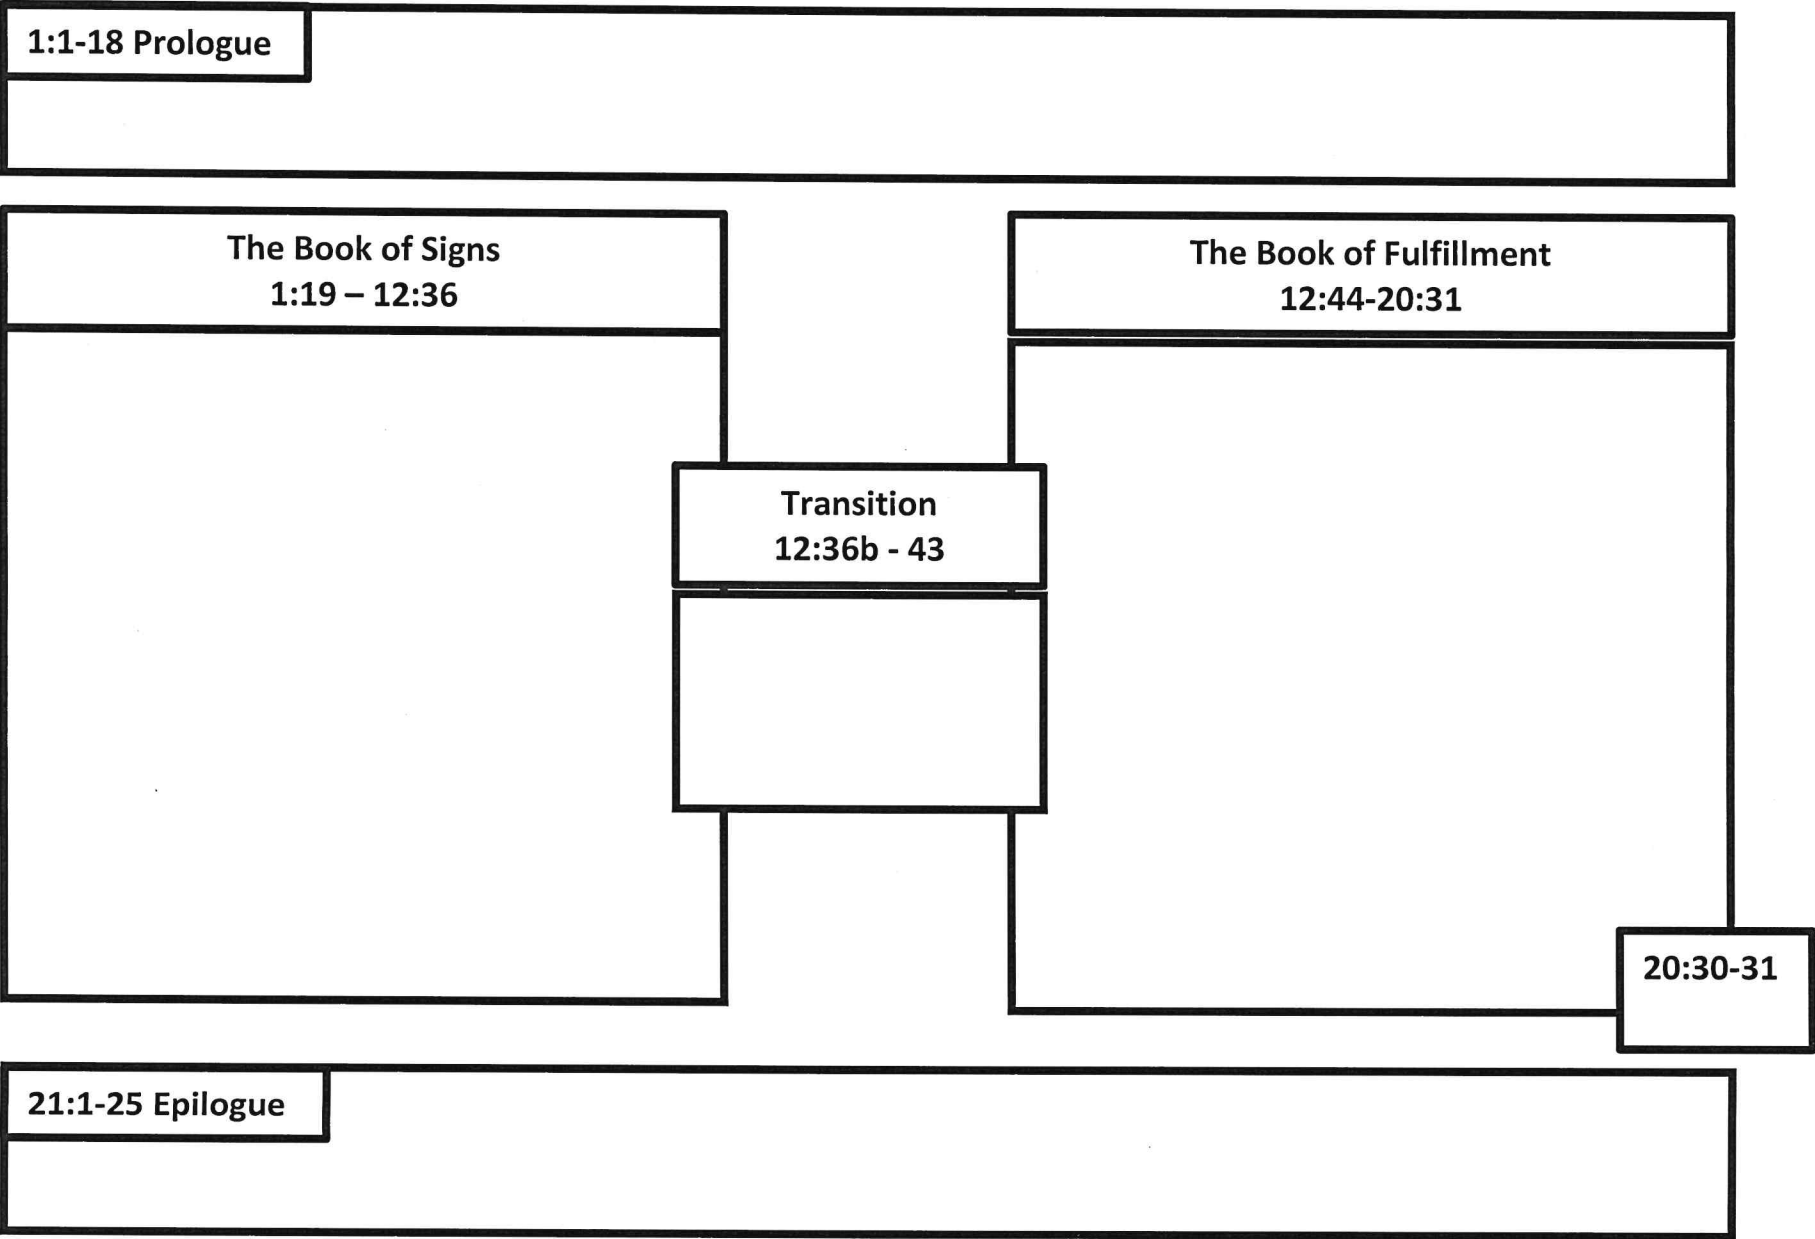 1:1-18 Prologue
The Book of Signs
1:19 – 12:36
The Book of Fulfillment
12:44-20:31
Transition
12:36b - 43
20:30-31
21:1-25 Epilogue